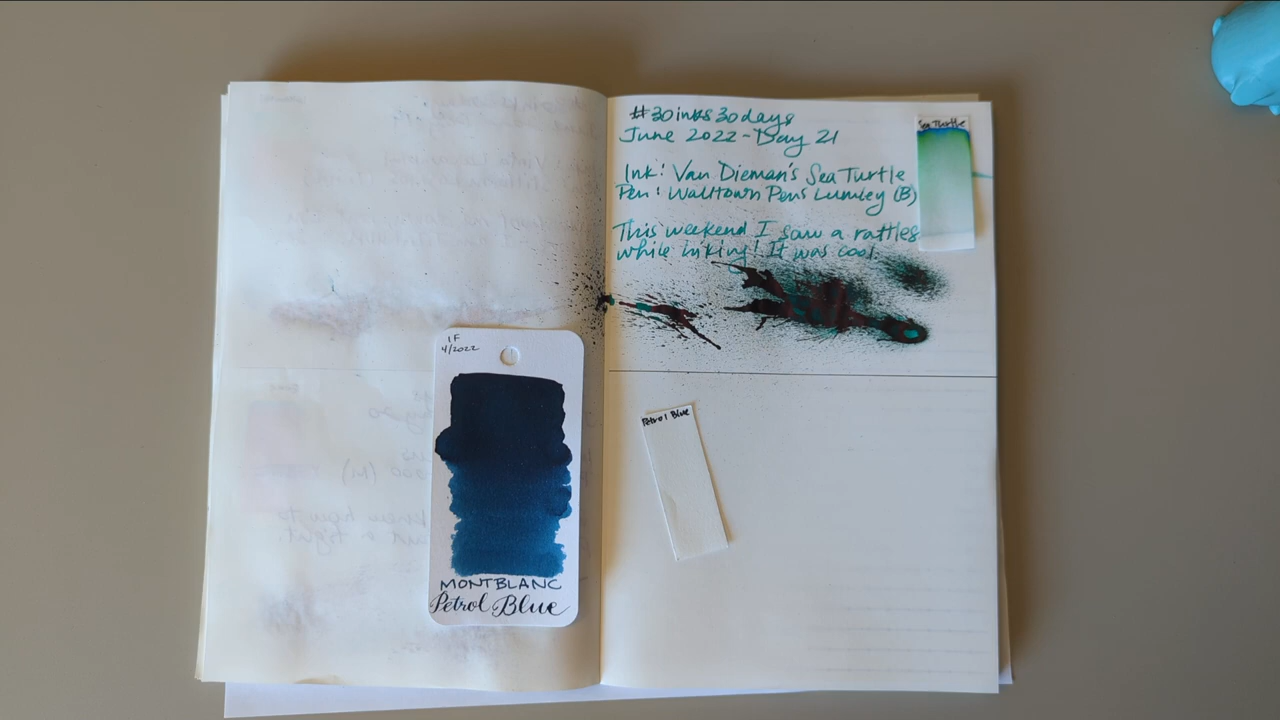 #30inks30days
June 2022-Day 21
Ink: Van Dieman's Sea Turtle
Pen: Walltown Pens Lumley (B)
This weekend I saw a rattles
while inking! It was cool.
Sea Turtle
1F
4/2022
MONTBLANC
Petrol Blue
Petrol Blue